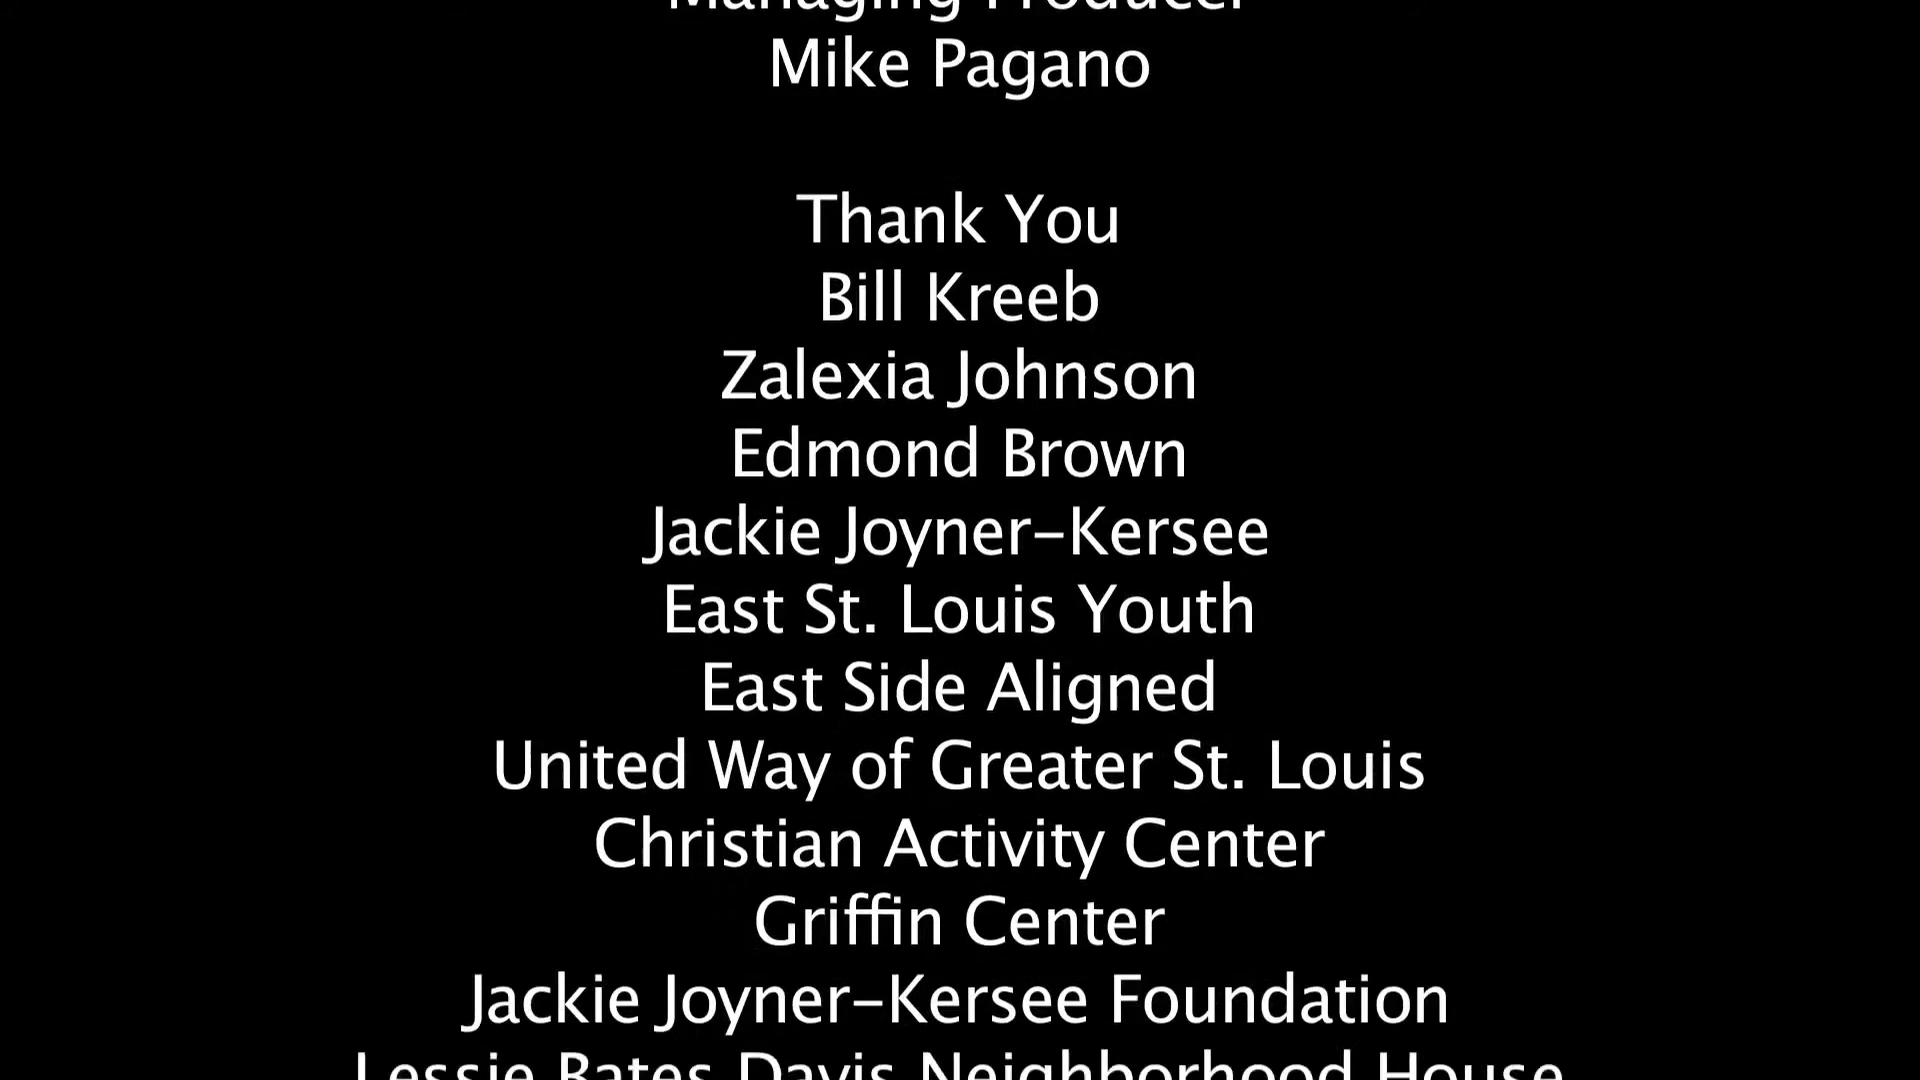 Managing Producer
Mike Pagano
Thank You
Bill Kreeb
Zalexia Johnson
Edmond Brown
Jackie Joyner-Kersee
East St. Louis Youth
East Side Aligned
United Way of Greater St. Louis
Christian Activity Center
Griffin Center
Jackie Joyner-Kersee Foundation
Lessie Bates Davis Neighborhood House